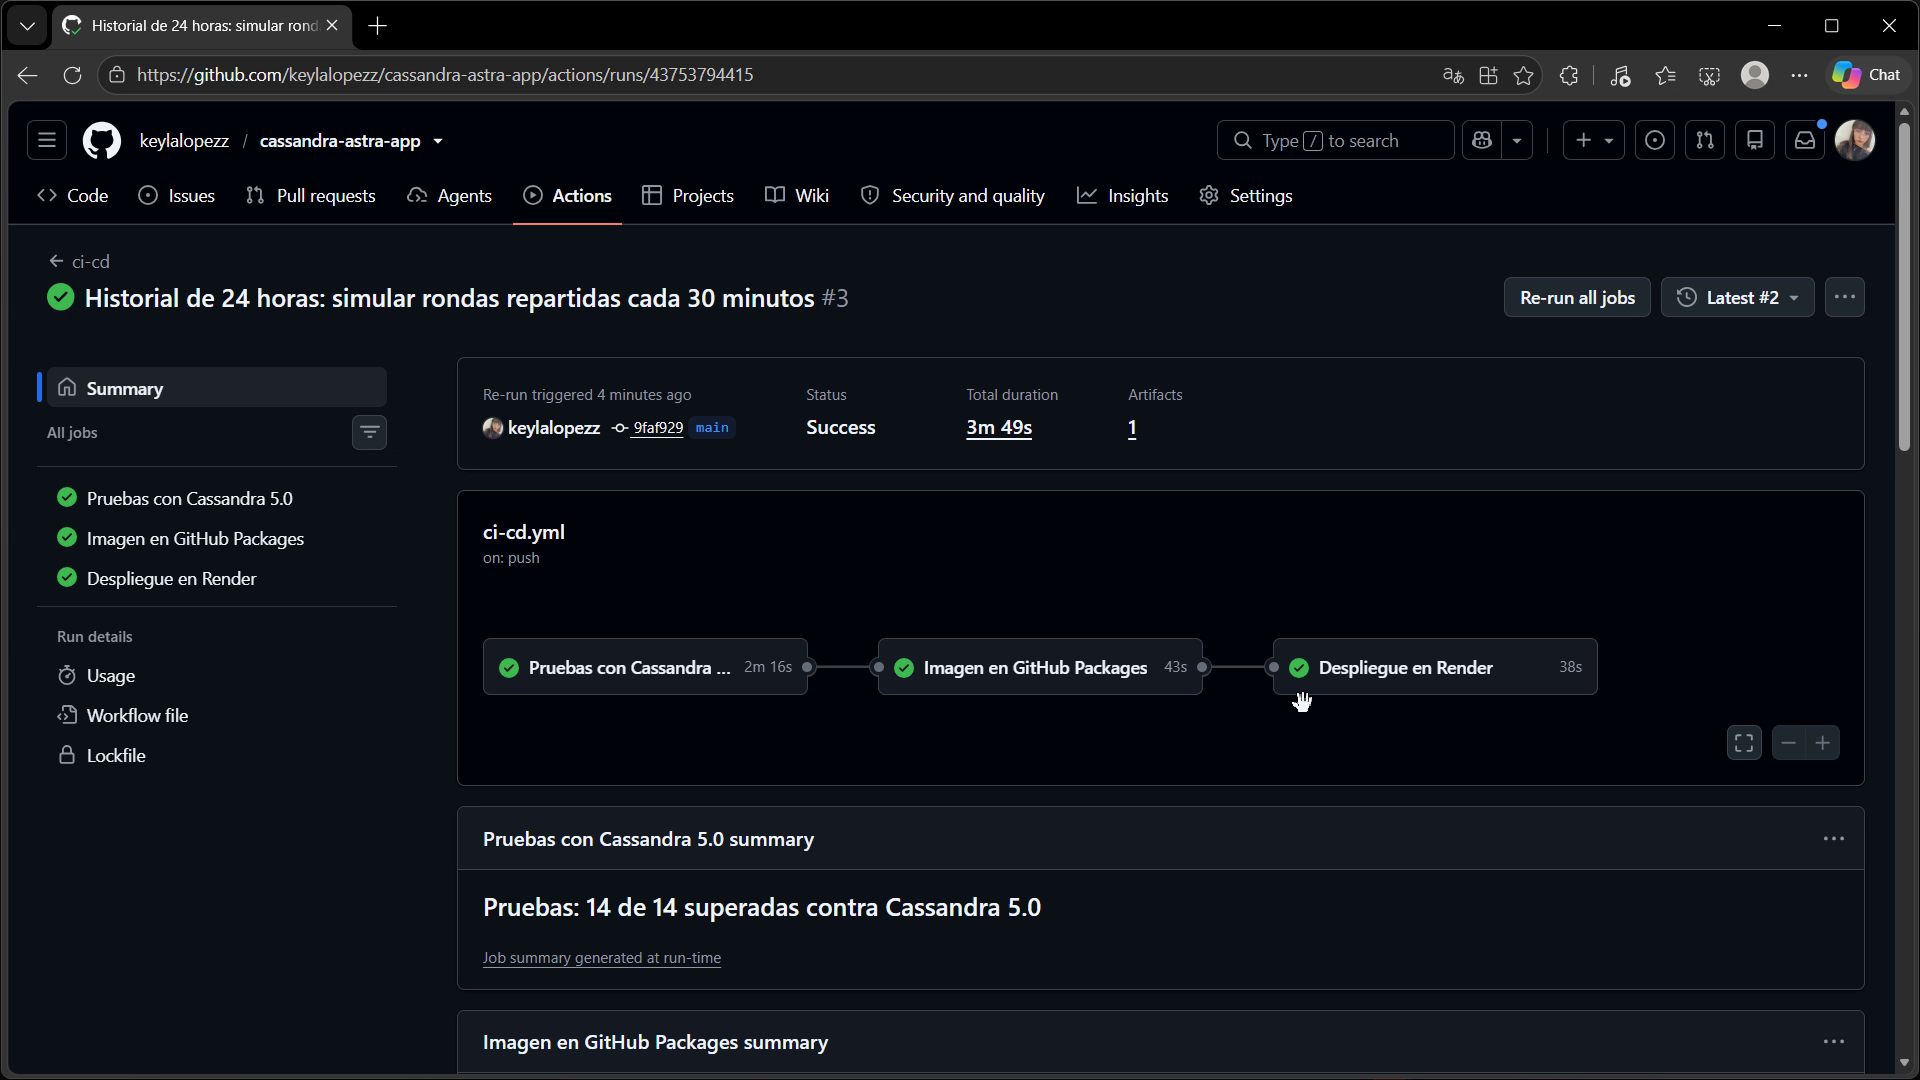 Historial de 24 horas: simular rond
https://github.com/keylalopezz/cassandra-astra-app/actions/runs/43753794415
Chat
keylalopezz / cassandra-astra-app
Type / to search
Code
Issues
Pull requests
Agents
Actions
Projects
Wiki
Security and quality
Insights
Settings
ci-cd
Historial de 24 horas: simular rondas repartidas cada 30 minutos #3
Re-run all jobs
Latest #2
Summary
All jobs
Pruebas con Cassandra 5.0
Imagen en GitHub Packages
Despliegue en Render
Run details
Usage
Workflow file
Lockfile
Re-run triggered 4 minutes ago
keylalopezz 9faf929 main
Status
Success
Total duration
3m 49s
Artifacts
1
ci-cd.yml
on: push
Pruebas con Cassandra ... 2m 16s
Imagen en GitHub Packages 43s
Despliegue en Render 38s
Pruebas con Cassandra 5.0 summary
Pruebas: 14 de 14 superadas contra Cassandra 5.0
Job summary generated at run-time
Imagen en GitHub Packages summary